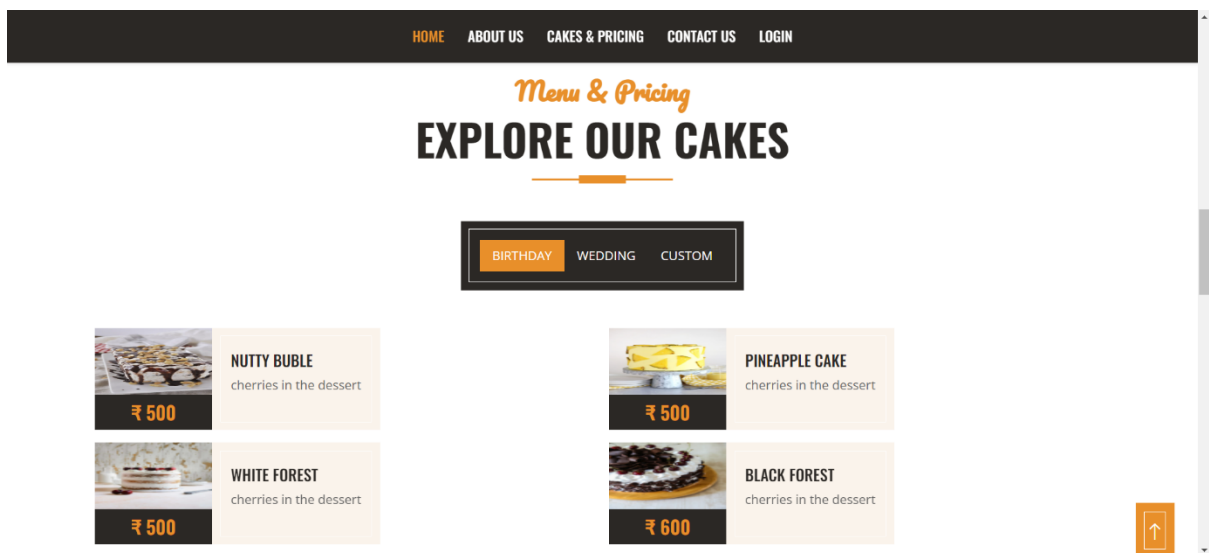 HOME ABOUT US CAKES & PRICING CONTACT US LOGIN
Menu & Pricing
EXPLORE OUR CAKES
BIRTHDAY WEDDING CUSTOM
NUTTY BUBLE
cherries in the dessert
₹ 500
PINEAPPLE CAKE
cherries in the dessert
₹ 500
WHITE FOREST
cherries in the dessert
₹ 500
BLACK FOREST
cherries in the dessert
₹ 600